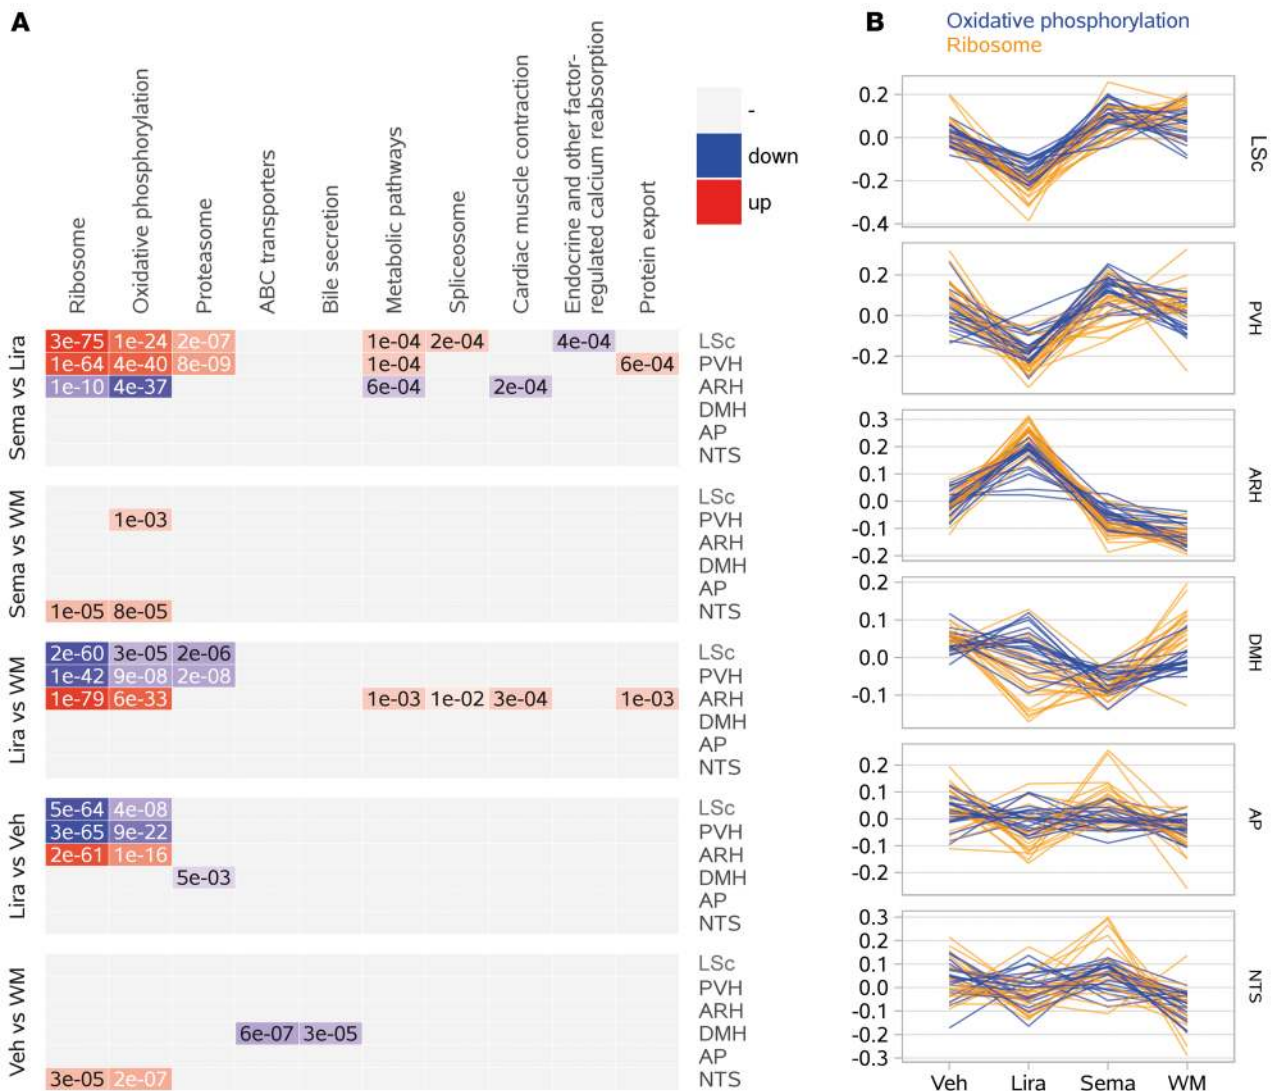 A
Ribosome
Oxidative phosphorylation
Proteasome
ABC transporters
Bile secretion
Metabolic pathways
Spliceosome
Cardiac muscle contraction
Endocrine and other factor-
regulated calcium reabsorption
Protein export
-
down
up
Sema vs Lira
3e-75 1e-24 2e-07 1e-04 2e-04 4e-04 LSc
1e-64 4e-40 8e-09 1e-04 6e-04 PVH
1e-10 4e-37 6e-04 2e-04 ARH
DMH
AP
NTS
Sema vs WM
LSc
1e-03 PVH
ARH
DMH
AP
1e-05 8e-05 NTS
Lira vs WM
2e-60 3e-05 2e-06 LSc
1e-42 9e-08 2e-08 PVH
1e-79 6e-33 1e-03 1e-02 3e-04 1e-03 ARH
DMH
AP
NTS
Lira vs Veh
5e-64 4e-08 LSc
3e-65 9e-22 PVH
2e-61 1e-16 ARH
5e-03 DMH
AP
NTS
Veh vs WM
LSc
PVH
ARH
6e-07 3e-05 DMH
AP
3e-05 2e-07 NTS
B
Oxidative phosphorylation
Ribosome
0.2
0.0
-0.2
-0.4
LSc
0.2
0.0
-0.2
PVH
0.3
0.2
0.1
0.0
-0.1
-0.2
ARH
0.2
0.1
0.0
-0.1
DMH
0.2
0.1
0.0
-0.1
-0.2
AP
0.3
0.2
0.1
0.0
-0.1
-0.2
-0.3
NTS
Veh Lira Sema WM